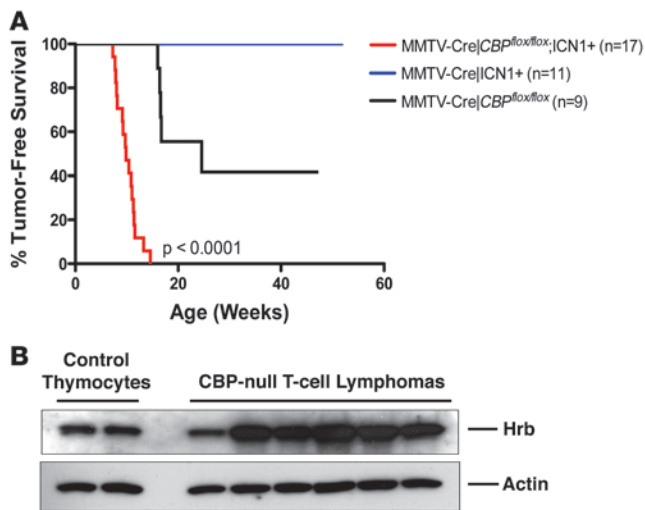 A
% Tumor-Free Survival
100
80
60
40
20
0
p < 0.0001
0 20 40 60
Age (Weeks)
MMTV-Cre|CBPflox/flox;ICN1+ (n=17)
MMTV-Cre|ICN1+ (n=11)
MMTV-Cre|CBPflox/flox (n=9)
B
Control
Thymocytes
CBP-null T-cell Lymphomas
Hrb
Actin